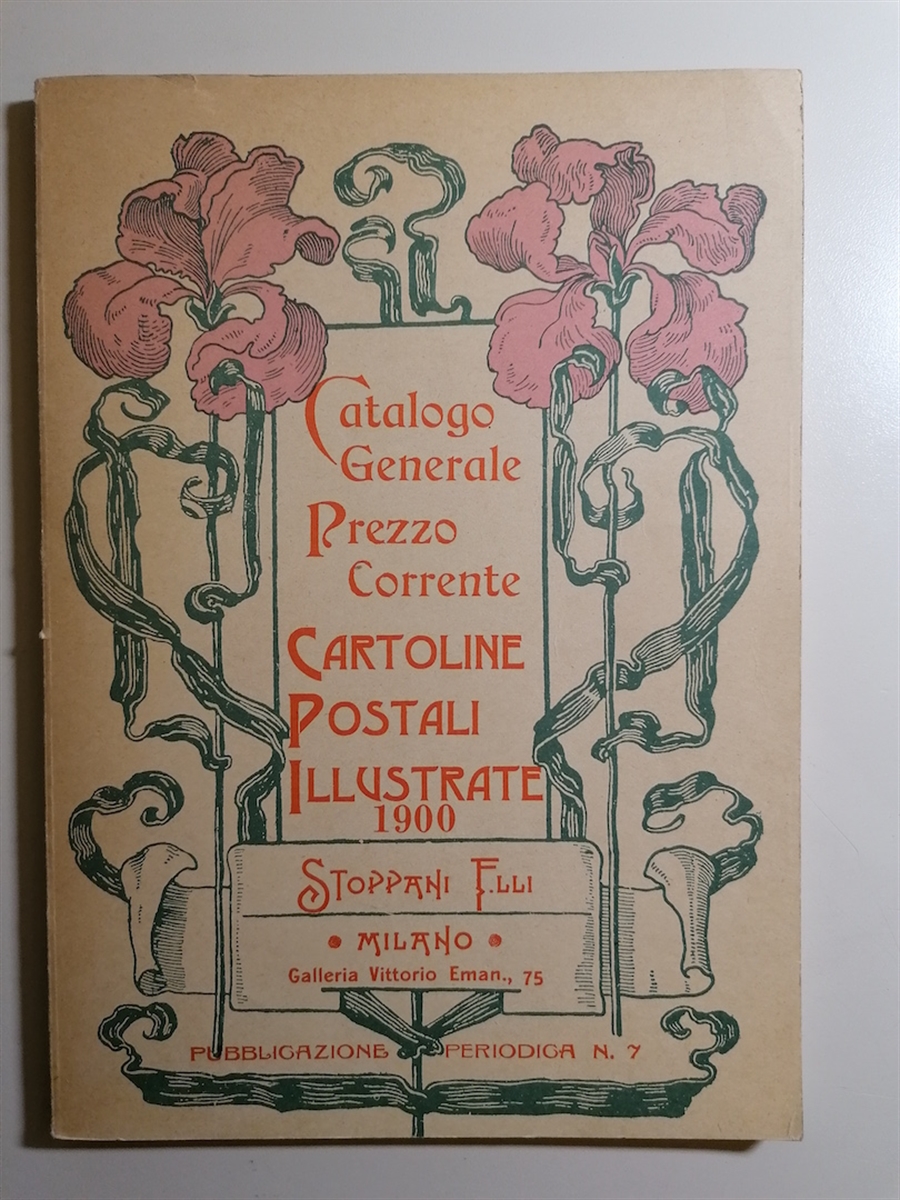 Catalogo
Generale
Prezzo
Corrente
CARTOLINE
POSTALI
ILLUSTRATE
1900
STOPPANI F.LLI
• MILANO •
Galleria Vittorio Eman., 75
PUBBLICAZIONE PERIODICA N. 7